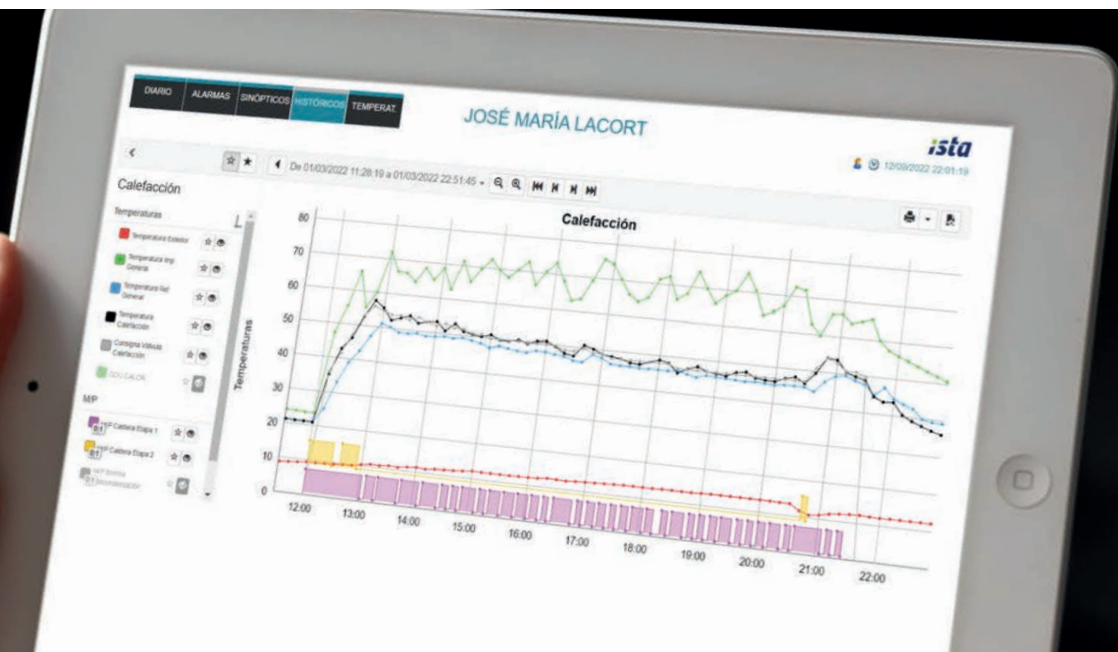 DIARIO ALARMAS SINÓPTICOS HISTÓRICOS TEMPERAT.
JOSÉ MARÍA LACORT
ista
12/09/2022 22:01:19
De 01/03/2022 11:28:19 a 01/03/2022 22:51:45
Calefacción
Temperaturas
Temperatura Exterior
Temperatura Imp.
General
Temperatura Ret
General
Temperatura
Calefacción
Consigna Válvula
Calefacción
GDU CALOR
M/P
M/P Caldera Etapa 1
M/P Caldera Etapa 2
M/P Bomba
Calefacción
Temperaturas
80
70
60
50
40
30
20
10
0
12:00 13:00 14:00 15:00 16:00 17:00 18:00 19:00 20:00 21:00 22:00